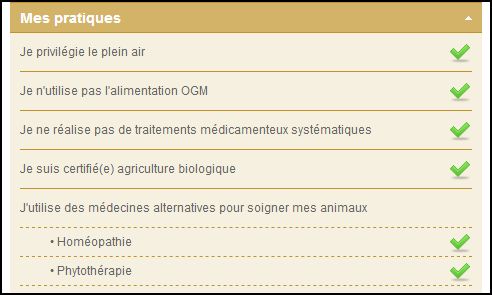 Mes pratiques
Je privilégie le plein air
Je n'utilise pas l'alimentation OGM
Je ne réalise pas de traitements médicamenteux systématiques
Je suis certifié(e) agriculture biologique
J'utilise des médecines alternatives pour soigner mes animaux
• Homéopathie
• Phytothérapie